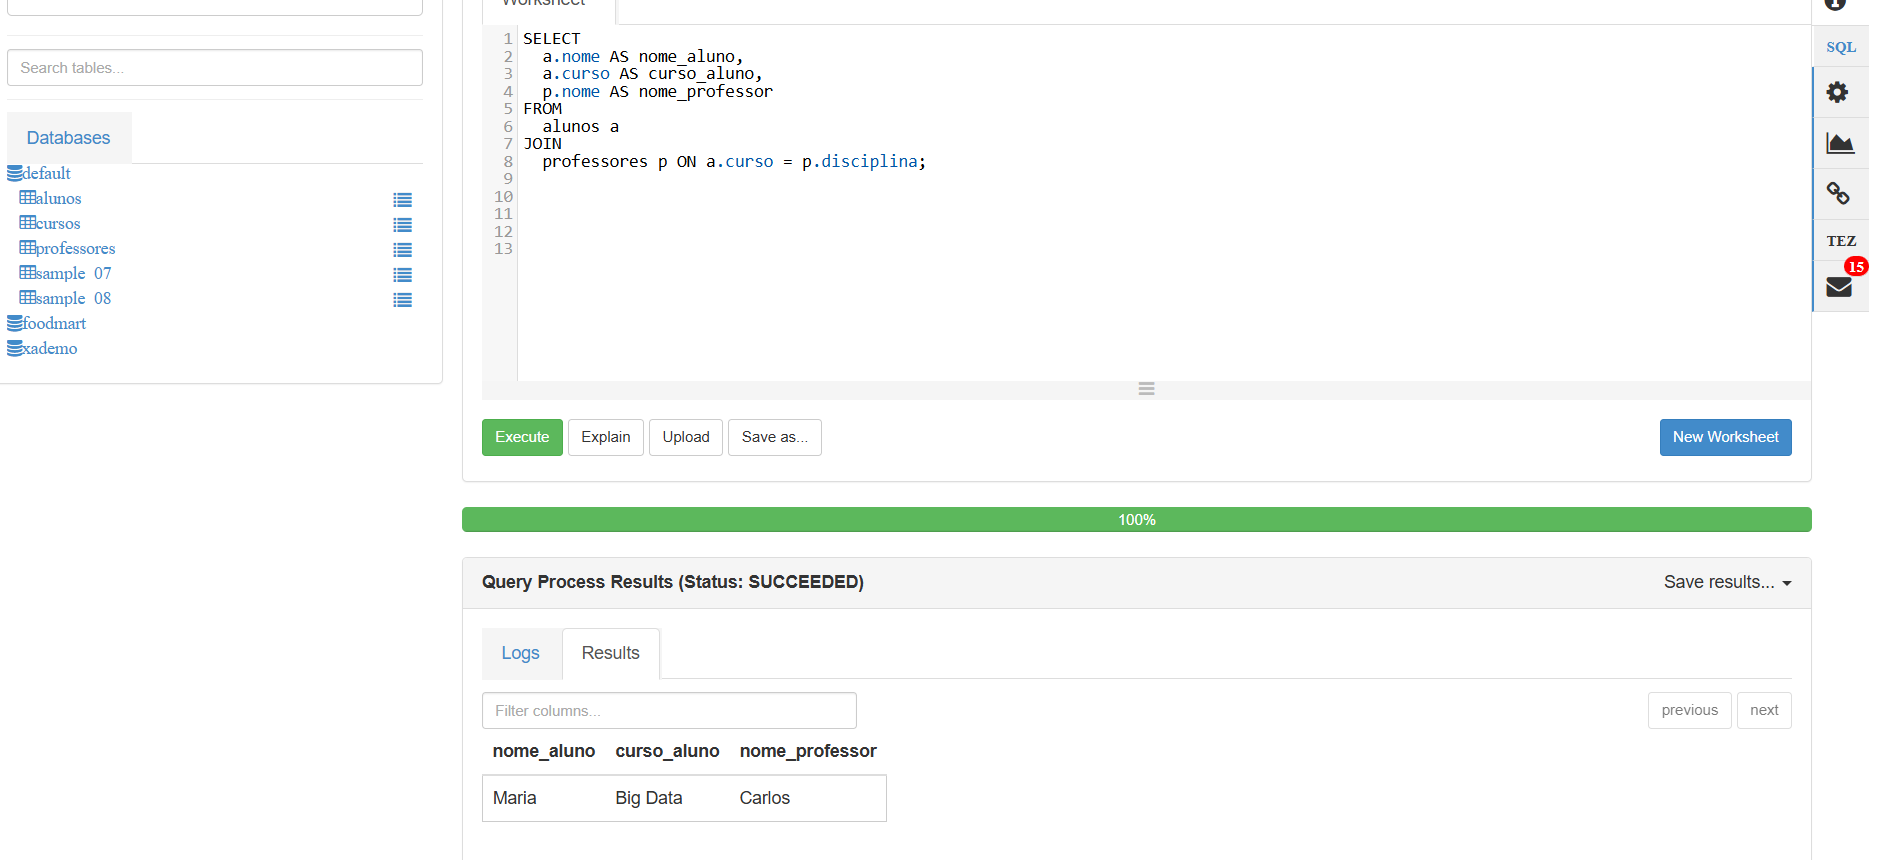 Search tables...
Databases
default
alunos
cursos
professores
sample_07
sample_08
foodmart
xademo
Worksheet
1 SELECT
2 a.nome AS nome_aluno,
3 a.curso AS curso_aluno,
4 p.nome AS nome_professor
5 FROM
6 alunos a
7 JOIN
8 professores p ON a.curso = p.disciplina;
9
10
11
12
13
Execute Explain Upload Save as... New Worksheet
100%
Query Process Results (Status: SUCCEEDED) Save results...
Logs Results
Filter columns... previous next
nome_aluno curso_aluno nome_professor
Maria Big Data Carlos
SQL
TEZ
15